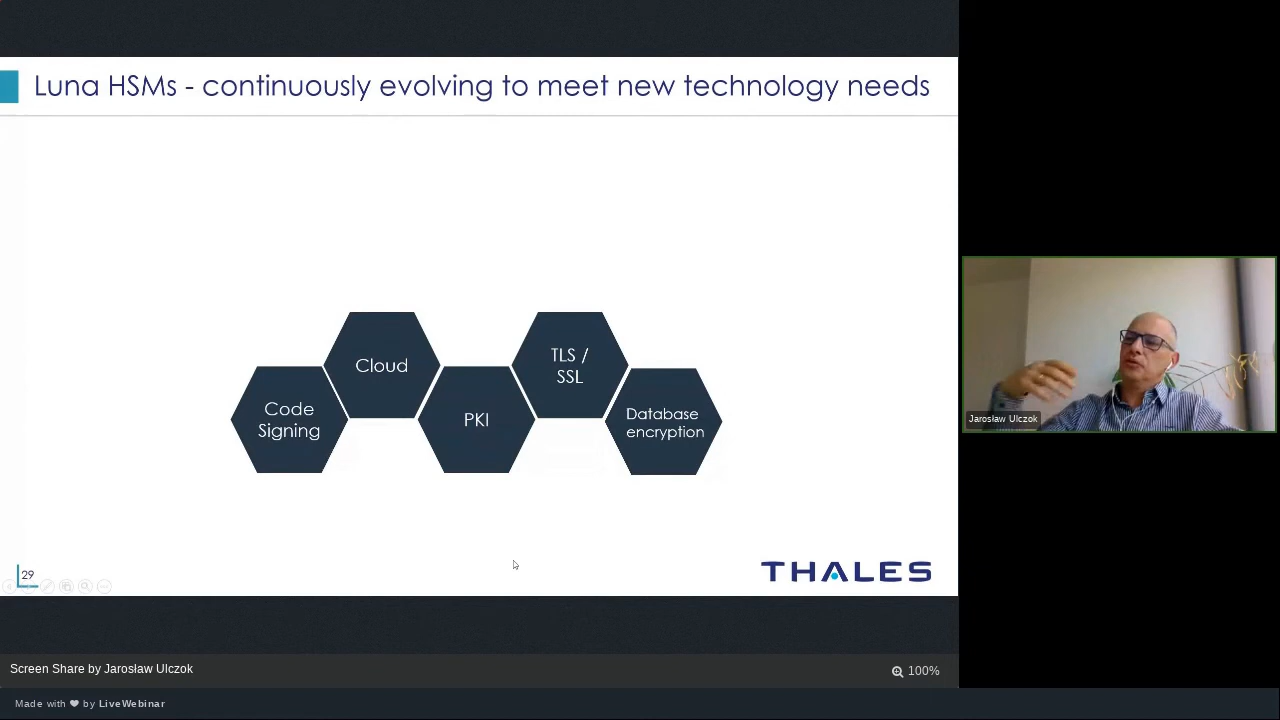 Luna HSMs - continuously evolving to meet new technology needs
Cloud
TLS /
SSL
Code
Signing
PKI
Database
encryption
29
THALES
Jarosław Ulczok
Screen Share by Jarosław Ulczok
100%
Made with ❤ by LiveWebinar